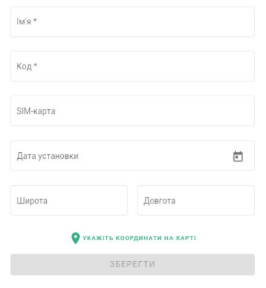 Ім'я *
Код *
SIM-карта
Дата установки
Широта Довгота
УКАЖІТЬ КООРДИНАТИ НА КАРТІ
ЗБЕРЕГТИ